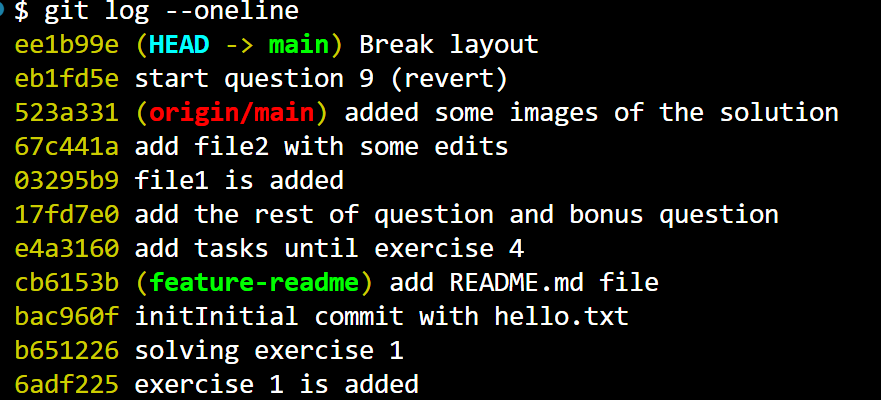 $ git log --oneline
ee1b99e (HEAD -> main) Break layout
eb1fd5e start question 9 (revert)
523a331 (origin/main) added some images of the solution
67c441a add file2 with some edits
03295b9 file1 is added
17fd7e0 add the rest of question and bonus question
e4a3160 add tasks until exercise 4
cb6153b (feature-readme) add README.md file
bac960f initInitial commit with hello.txt
b651226 solving exercise 1
6adf225 exercise 1 is added